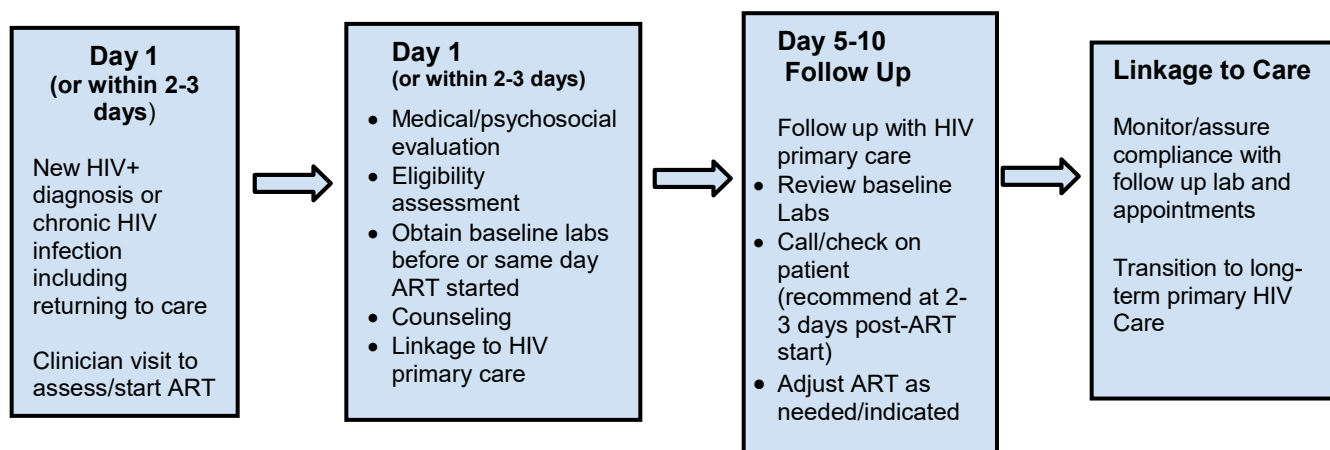 Day 1
(or within 2-3
days)
New HIV+
diagnosis or
chronic HIV
infection
including
returning to care
Clinician visit to
assess/start ART
Day 1
(or within 2-3 days)
• Medical/psychosocial
evaluation
• Eligibility
assessment
• Obtain baseline labs
before or same day
ART started
• Counseling
• Linkage to HIV
primary care
Day 5-10
Follow Up
Follow up with HIV
primary care
• Review baseline
Labs
• Call/check on
patient
(recommend at 2-
3 days post-ART
start)
• Adjust ART as
needed/indicated
Linkage to Care
Monitor/assure
compliance with
follow up lab and
appointments
Transition to long-
term primary HIV
Care